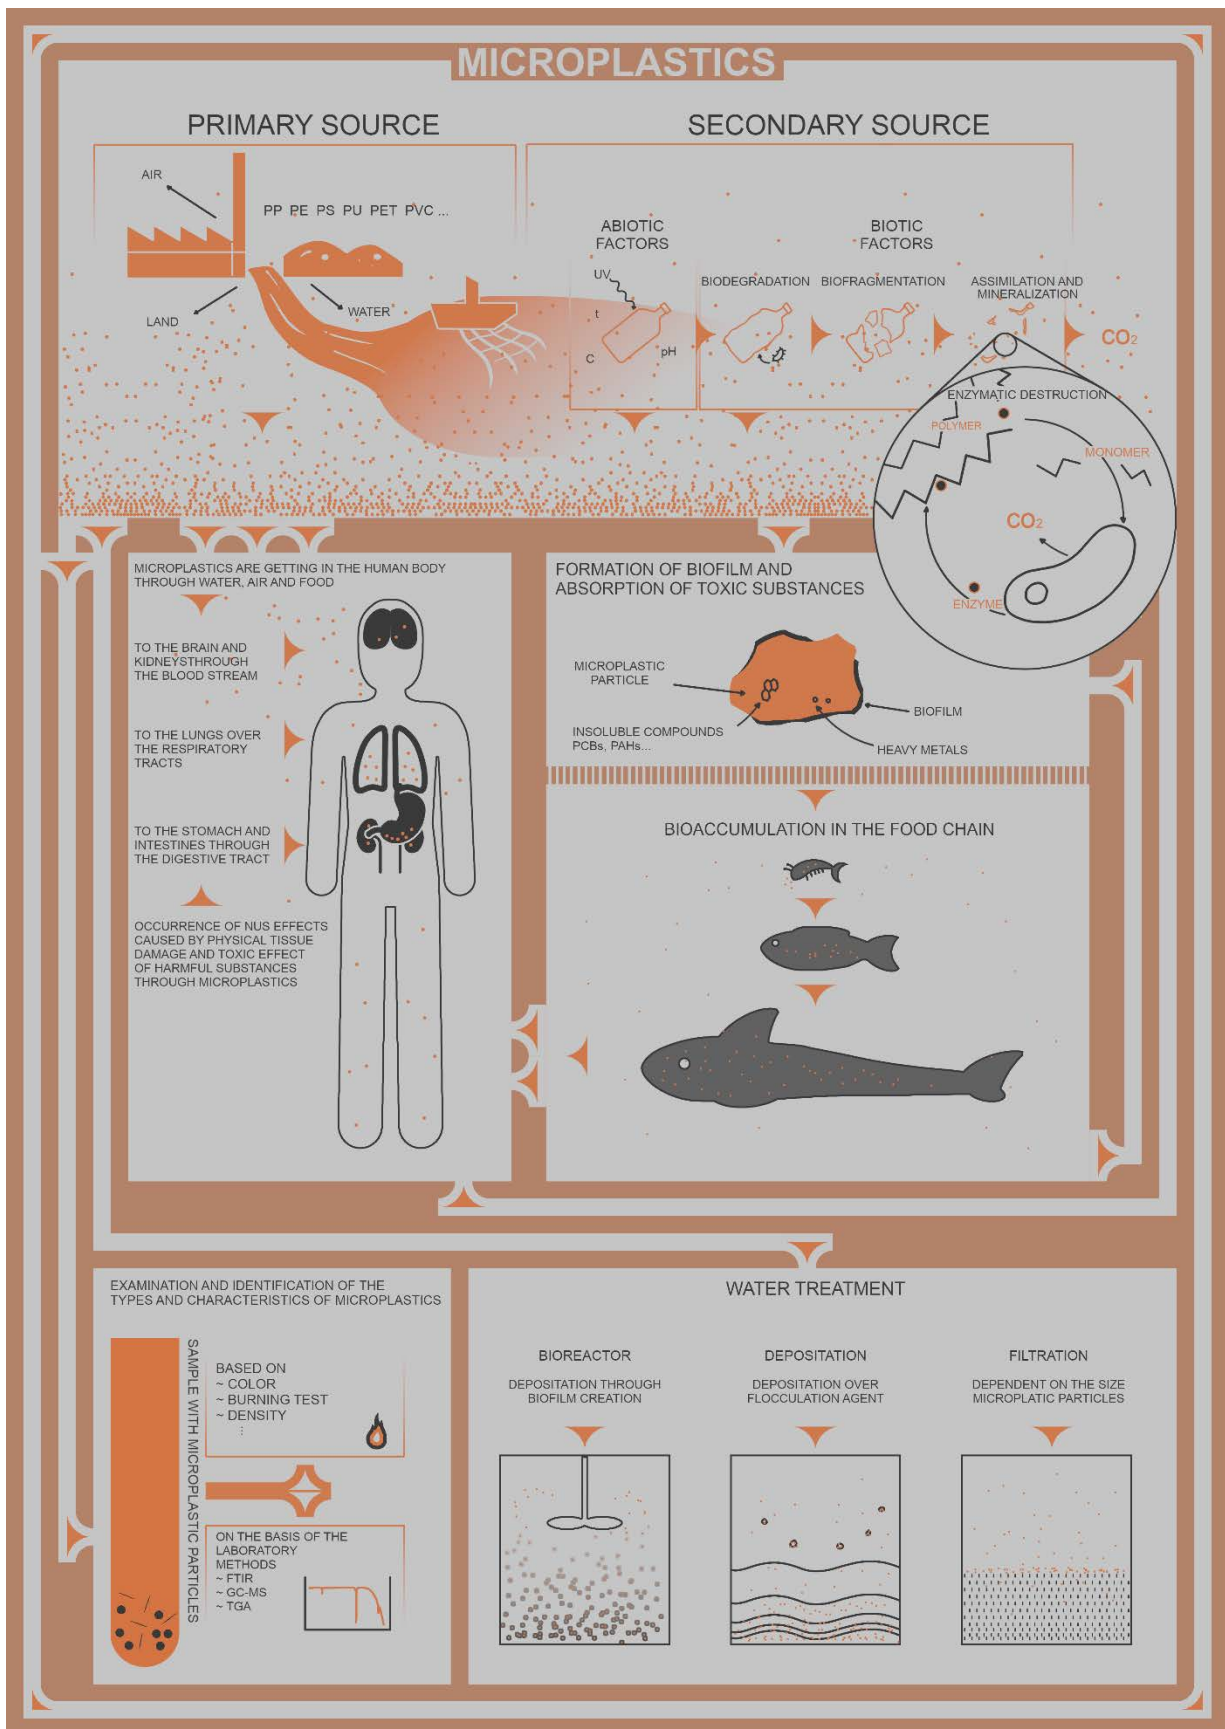 MICROPLASTICS
PRIMARY SOURCE
AIR
PP PE PS PU PET PVC ...
LAND
WATER
SECONDARY SOURCE
ABIOTIC
FACTORS
UV
t
C
pH
BIOTIC
FACTORS
BIODEGRADATION
BIOFRAGMENTATION
ASSIMILATION AND
MINERALIZATION
CO2
ENZYMATIC DESTRUCTION
POLYMER
MONOMER
CO2
ENZYME
MICROPLASTICS ARE GETTING IN THE HUMAN BODY
THROUGH WATER, AIR AND FOOD
TO THE BRAIN AND
KIDNEYSTHROUGH
THE BLOOD STREAM
TO THE LUNGS OVER
THE RESPIRATORY
TRACTS
TO THE STOMACH AND
INTESTINES THROUGH
THE DIGESTIVE TRACT
OCCURRENCE OF NUS EFFECTS
CAUSED BY PHYSICAL TISSUE
DAMAGE AND TOXIC EFFECT
OF HARMFUL SUBSTANCES
THROUGH MICROPLASTICS
FORMATION OF BIOFILM AND
ABSORPTION OF TOXIC SUBSTANCES
MICROPLASTIC
PARTICLE
INSOLUBLE COMPOUNDS
PCBs, PAHs...
BIOFILM
HEAVY METALS
BIOACCUMULATION IN THE FOOD CHAIN
EXAMINATION AND IDENTIFICATION OF THE
TYPES AND CHARACTERISTICS OF MICROPLASTICS
SAMPLE WITH MICROPLASTIC PARTICLES
BASED ON
~ COLOR
~ BURNING TEST
~ DENSITY
...
ON THE BASIS OF THE
LABORATORY
METHODS
~ FTIR
~ GC-MS
~ TGA
WATER TREATMENT
BIOREACTOR
DEPOSITATION THROUGH
BIOFILM CREATION
DEPOSITATION
DEPOSITATION OVER
FLOCCULATION AGENT
FILTRATION
DEPENDENT ON THE SIZE
MICROPLATIC PARTICLES